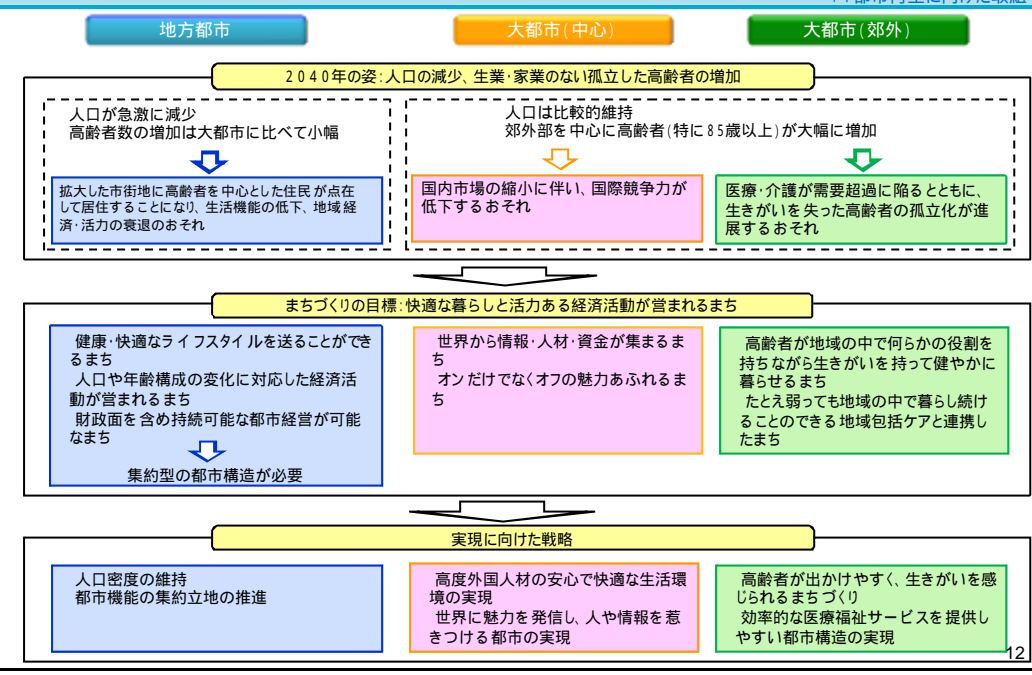 地方都市
大都市(中心)
大都市(郊外)
2040年の姿:人口の減少、生業・家業のない孤立した高齢者の増加
人口が急激に減少
高齢者数の増加は大都市に比べて小幅
人口は比較的維持
郊外部を中心に高齢者(特に85歳以上)が大幅に増加
拡大した市街地に高齢者を中心とした住民が点在
して居住することになり、生活機能の低下、地域経
済・活力の衰退のおそれ
国内市場の縮小に伴い、国際競争力が
低下するおそれ
医療・介護が需要超過に陥るとともに、
生きがいを失った高齢者の孤立化が進
展するおそれ
まちづくりの目標:快適な暮らしと活力ある経済活動が営まれるまち
健康・快適なライフスタイルを送ることができ
るまち
人口や年齢構成の変化に対応した経済活
動が営まれるまち
財政面を含め持続可能な都市経営が可能
なまち
集約型の都市構造が必要
世界から情報・人材・資金が集まるま
ち
オンだけでなくオフの魅力あふれるま
ち
高齢者が地域の中で何らかの役割を
持ちながら生きがいを持って健やかに
暮らせるまち
たとえ弱っても地域の中で暮らし続け
ることのできる地域包括ケアと連携し
たまち
実現に向けた戦略
人口密度の維持
都市機能の集約立地の推進
高度外国人材の安心で快適な生活環
境の実現
世界に魅力を発信し、人や情報を惹
きつける都市の実現
高齢者が出かけやすく、生きがいを感
じられるまちづくり
効率的な医療福祉サービスを提供し
やすい都市構造の実現
12